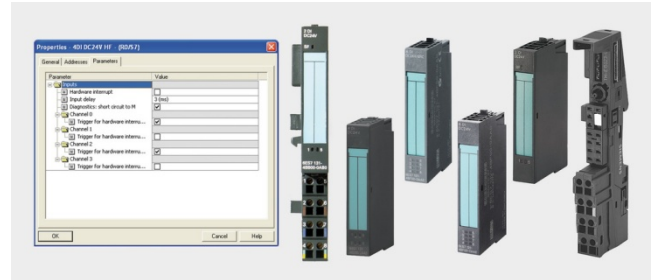 Properties - 4DI DC24V HF - (R0/S7)
General Addresses Parameters
Parameter Value
Inputs
Hardware interrupt
Input delay 3 (ms)
Diagnostics: short circuit to M
Channel 0
Trigger for hardware interru...
Channel 1
Trigger for hardware interru...
Channel 2
Trigger for hardware interru...
Channel 3
Trigger for hardware interru...
OK Cancel Help
DC24V